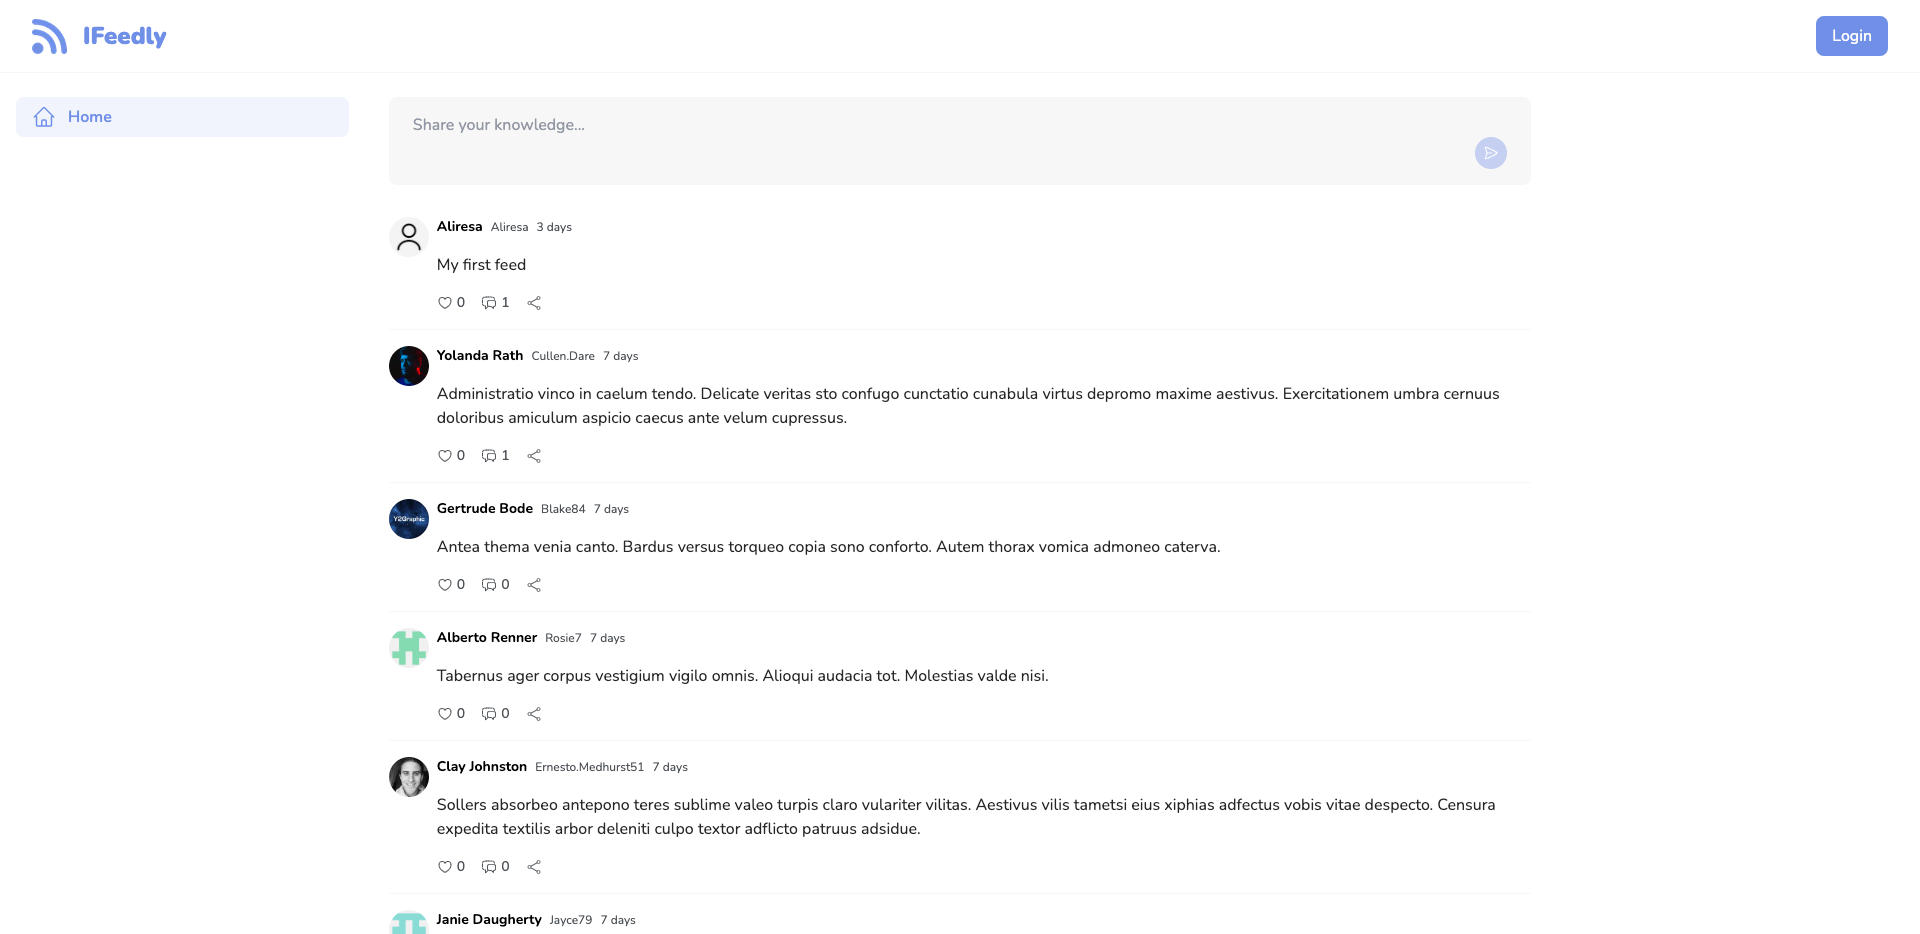 IFeedly
Login
Home
Share your knowledge...
Aliresa Aliresa 3 days
My first feed
0 1
Yolanda Rath Cullen.Dare 7 days
Administratio vinco in caelum tendo. Delicate veritas sto confugo cunctatio cunabula virtus depromo maxime aestivus. Exercitationem umbra cernuus
doloribus amiculum aspicio caecus ante velum cupressus.
0 1
Y2Graphic
Gertrude Bode Blake84 7 days
Antea thema venia canto. Bardus versus torqueo copia sono conforto. Autem thorax vomica admoneo caterva.
0 0
Alberto Renner Rosie7 7 days
Tabernus ager corpus vestigium vigilo omnis. Alioqui audacia tot. Molestias valde nisi.
0 0
Clay Johnston Ernesto.Medhurst51 7 days
Sollers absorbeo antepono teres sublime valeo turpis claro vulariter vilitas. Aestivus vilis tametsi eius xiphias adfectus vobis vitae despecto. Censura
expedita textilis arbor deleniti culpo textor adflicto patruus adsidue.
0 0
Janie Daugherty Jayce79 7 days